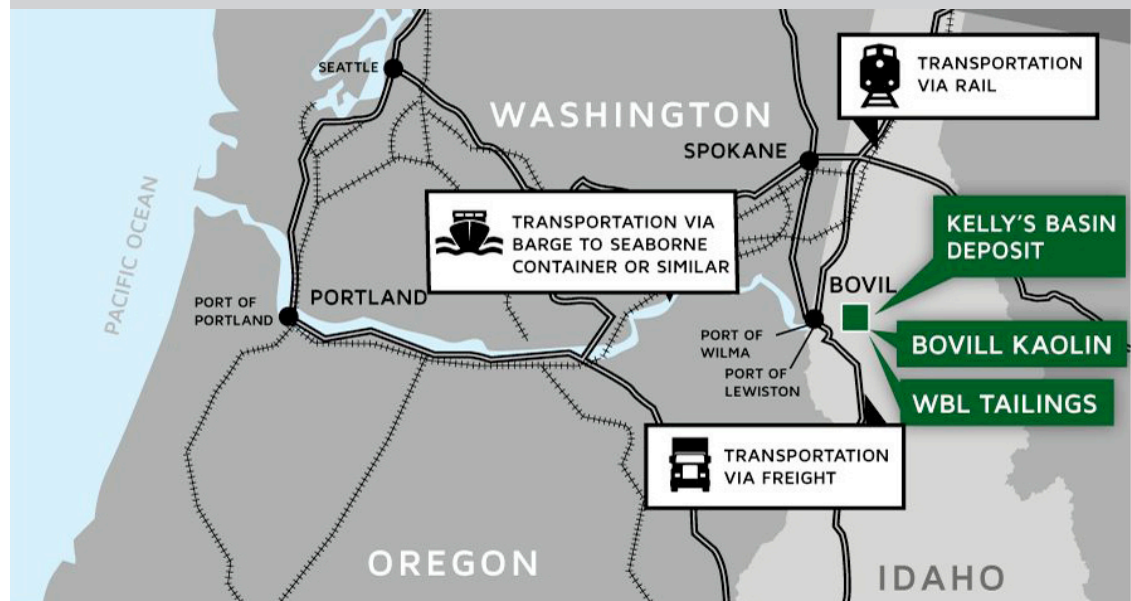 SEATTLE
WASHINGTON
TRANSPORTATION
VIA RAIL
SPOKANE
PACIFIC OCEAN
TRANSPORTATION VIA
BARGE TO SEABORNE
CONTAINER OR SIMILAR
KELLY'S BASIN
DEPOSIT
BOVIL
PORT OF
PORTLAND
PORTLAND
PORT OF
WILMA
PORT OF
LEWISTON
BOVILL KAOLIN
WBL TAILINGS
TRANSPORTATION
VIA FREIGHT
OREGON
IDAHO